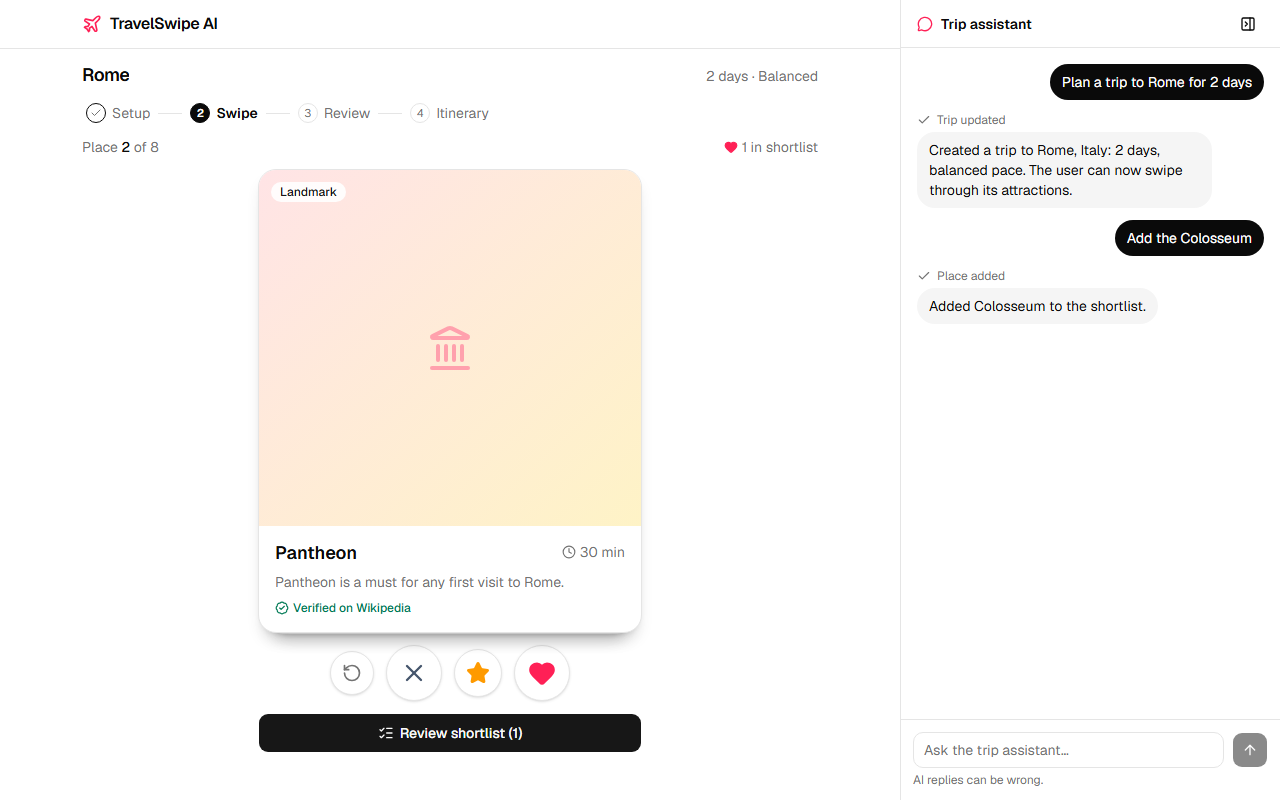 TravelSwipe AI
Rome
2 days · Balanced
Setup
2 Swipe
3 Review
4 Itinerary
Place 2 of 8
1 in shortlist
Landmark
Pantheon
30 min
Pantheon is a must for any first visit to Rome.
Verified on Wikipedia
Review shortlist (1)
Trip assistant
Plan a trip to Rome for 2 days
Trip updated
Created a trip to Rome, Italy: 2 days,
balanced pace. The user can now swipe
through its attractions.
Add the Colosseum
Place added
Added Colosseum to the shortlist.
Ask the trip assistant...
AI replies can be wrong.